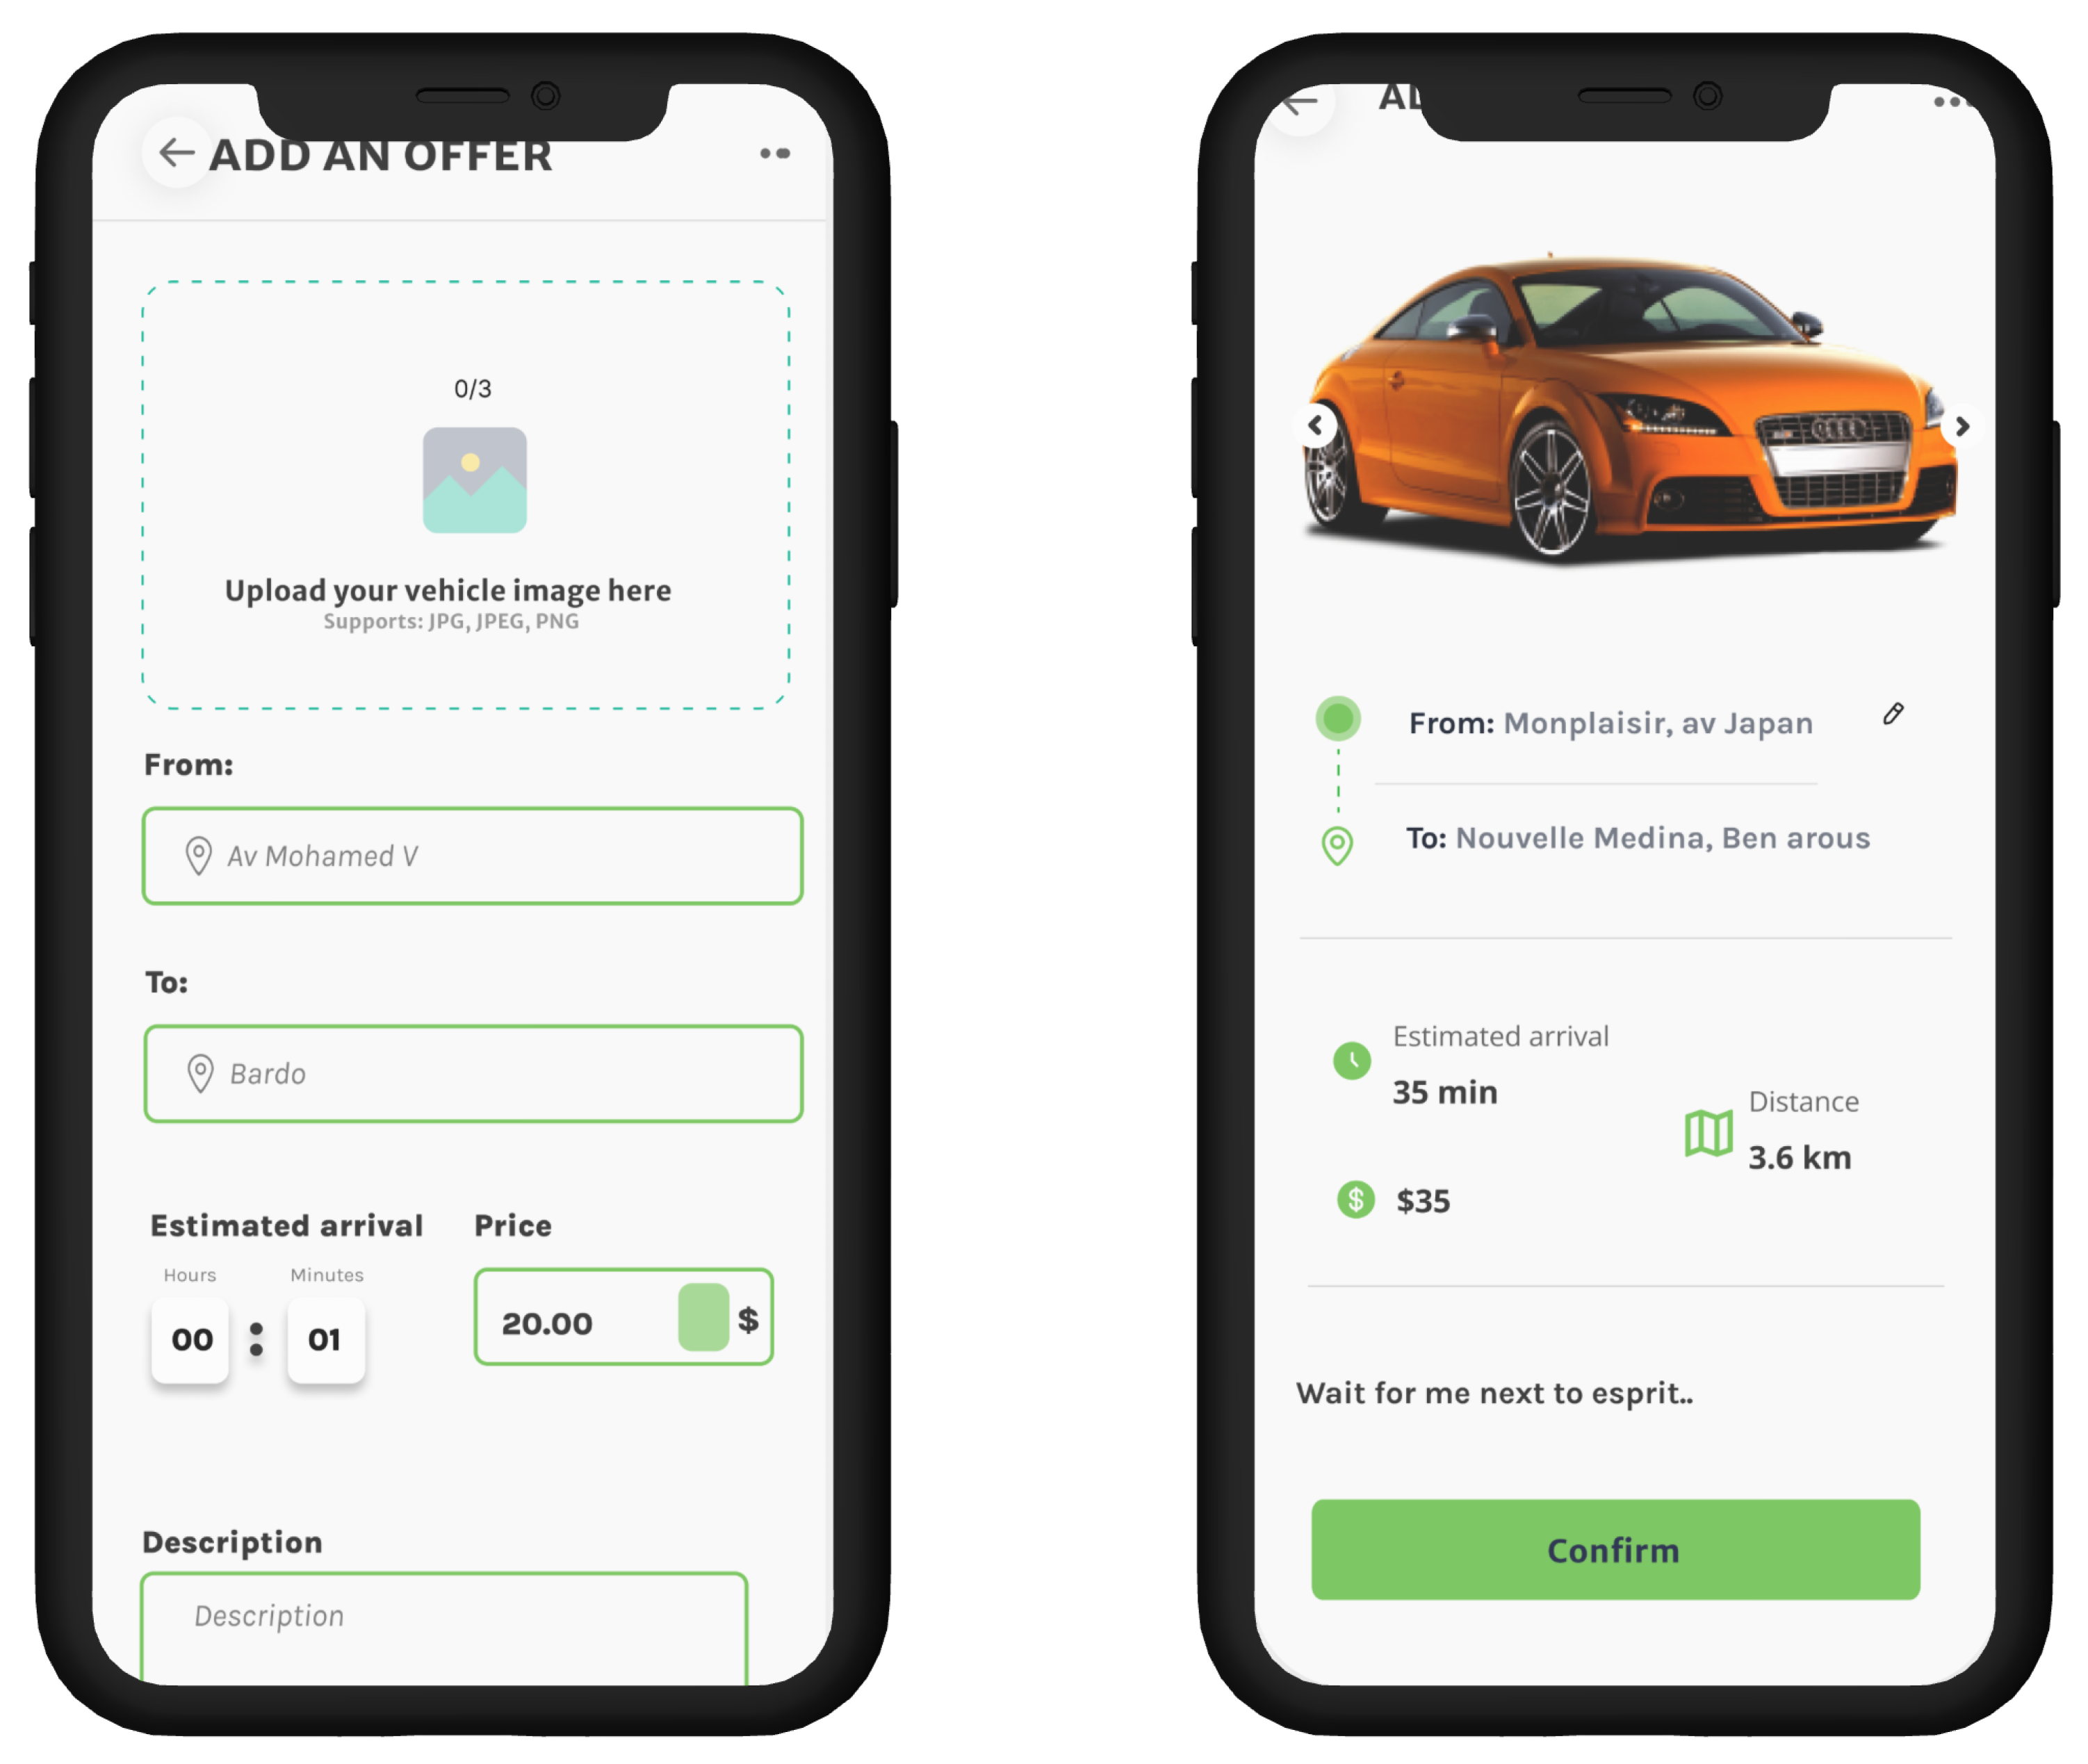 ADD AN OFFER
0/3
Upload your vehicle image here
Supports: JPG, JPEG, PNG
From:
Av Mohamed V
To:
Bardo
Estimated arrival
Price
Hours
Minutes
00 : 01
20.00 $
Description
Description
From: Monplaisir, av Japan
To: Nouvelle Medina, Ben arous
Estimated arrival
35 min
Distance
3.6 km
$35
Wait for me next to esprit..
Confirm